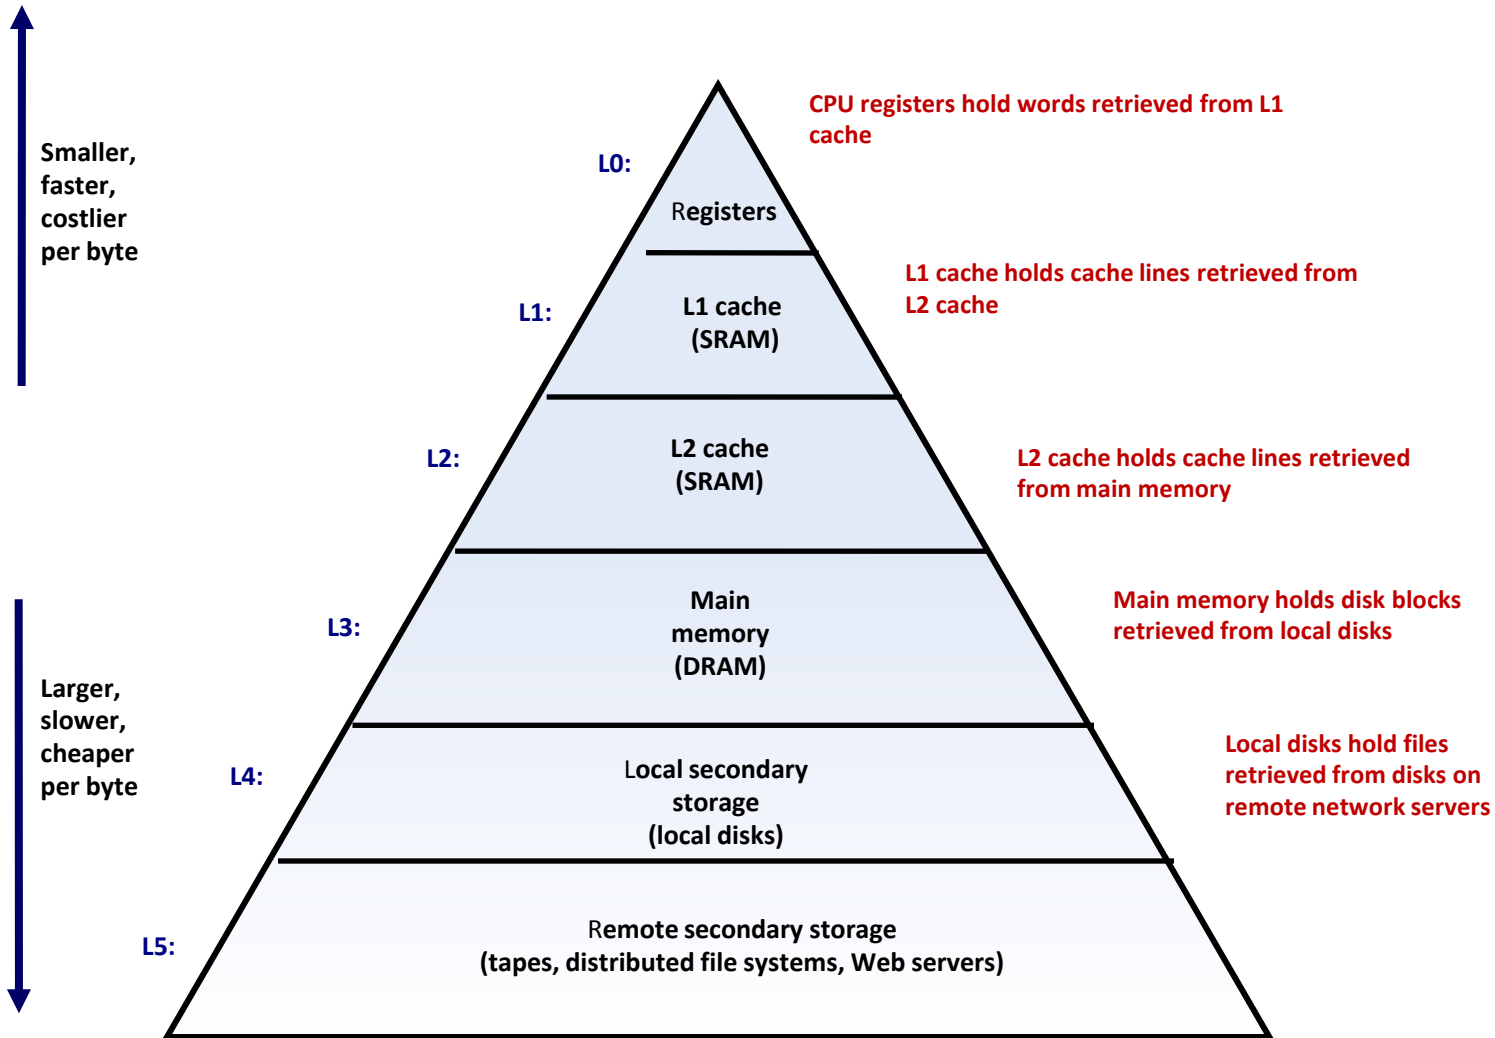 Smaller,
faster,
costlier
per byte
Larger,
slower,
cheaper
per byte
L0:
Registers
CPU registers hold words retrieved from L1
cache
L1:
L1 cache
(SRAM)
L1 cache holds cache lines retrieved from
L2 cache
L2:
L2 cache
(SRAM)
L2 cache holds cache lines retrieved
from main memory
L3:
Main
memory
(DRAM)
Main memory holds disk blocks
retrieved from local disks
L4:
Local secondary
storage
(local disks)
Local disks hold files
retrieved from disks on
remote network servers
L5:
Remote secondary storage
(tapes, distributed file systems, Web servers)